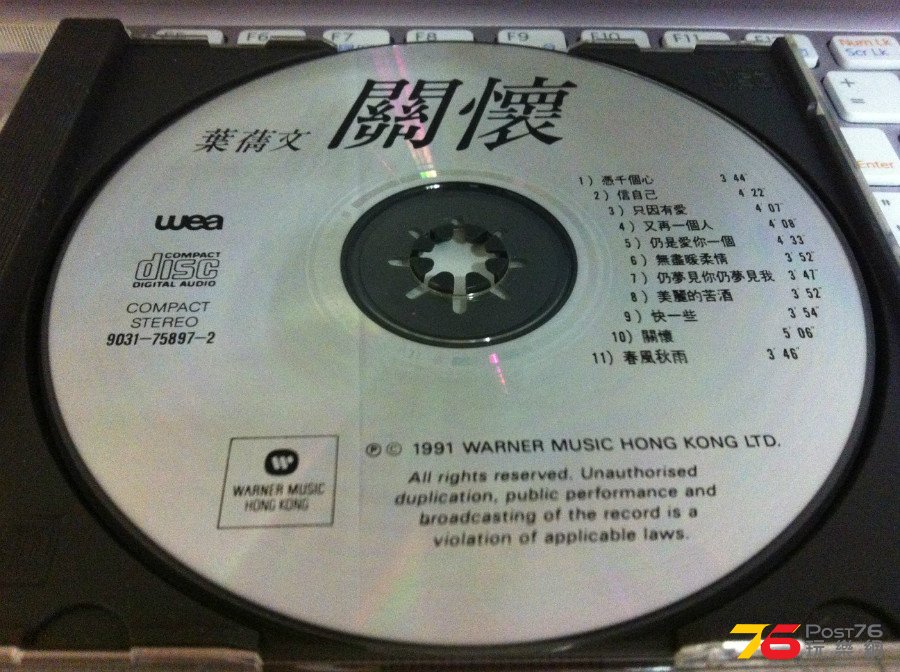 F6
F7
F8
F9
F10
F11
Num Lk
Scr Lk
+
=
Enter
關懷
葉蒨文
wea
COMPACT
disc
DIGITAL AUDIO
COMPACT
STEREO
9031-75897-2
1) 憑千個心 3'44"
2) 信自己 4'22"
3) 只因有愛 4'07"
4) 又再一個人 4'08"
5) 仍是愛你一個 4'33"
6) 無盡暖柔情 3'52"
7) 仍夢見你仍夢見我 3'47"
8) 美麗的苦酒 3'52"
9) 快一些 3'54"
10) 關懷 5'06"
11) 春風秋雨 3'46"
WARNER MUSIC
HONG KONG
℗ © 1991 WARNER MUSIC HONG KONG LTD.
All rights reserved. Unauthorised
duplication, public performance and
broadcasting of the record is a
violation of applicable laws.
76 Post76
玩樂網